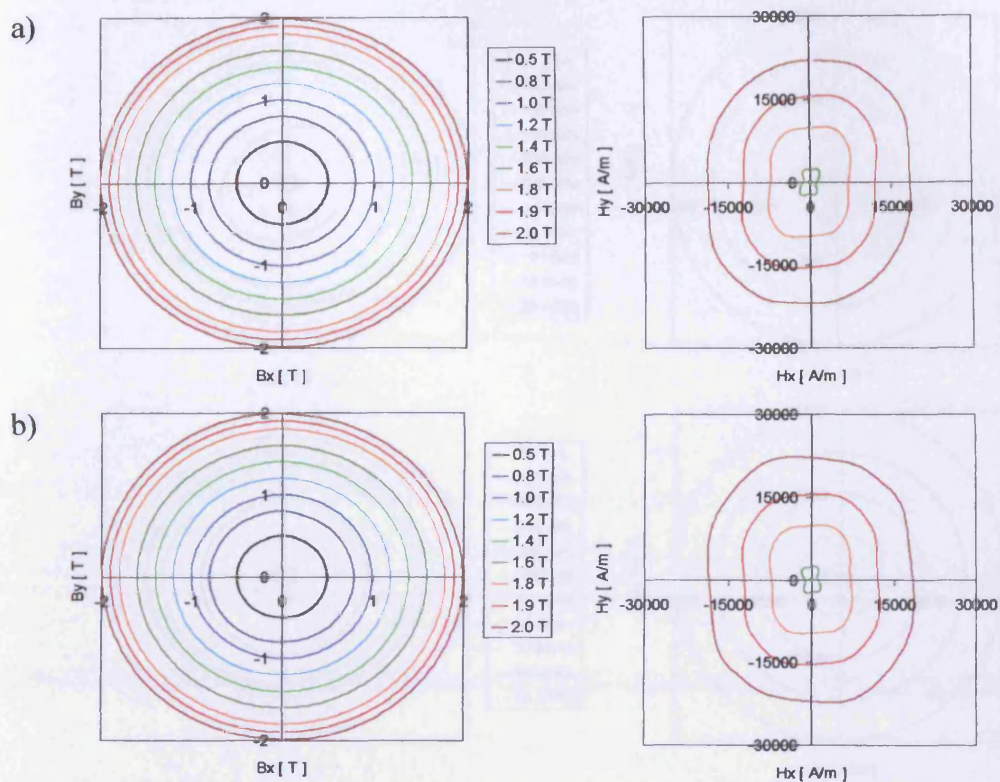 a)
By [ T ]
2
1
0
-1
-2
-2
-1
0
1
2
Bx [ T ]
0.5 T
0.8 T
1.0 T
1.2 T
1.4 T
1.6 T
1.8 T
1.9 T
2.0 T
Hy [ A/m ]
30000
15000
0
-15000
-30000
-30000
-15000
0
15000
30000
Hx [ A/m ]
b)
By [ T ]
2
1
0
-1
-2
-2
-1
0
1
2
Bx [ T ]
0.5 T
0.8 T
1.0 T
1.2 T
1.4 T
1.6 T
1.8 T
1.9 T
2.0 T
Hy [ A/m ]
30000
15000
0
-15000
-30000
-30000
-15000
0
15000
30000
Hx [ A/m ]